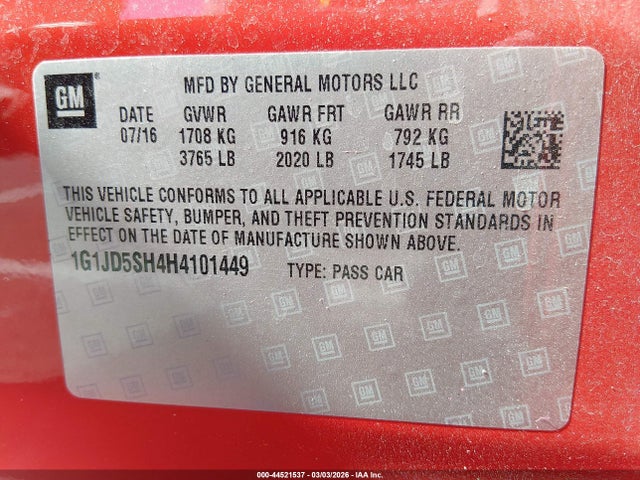 GM
MFD BY GENERAL MOTORS LLC
DATE GVWR GAWR FRT GAWR RR
07/16 1708 KG 916 KG 792 KG
3765 LB 2020 LB 1745 LB
THIS VEHICLE CONFORMS TO ALL APPLICABLE U.S. FEDERAL MOTOR
VEHICLE SAFETY, BUMPER, AND THEFT PREVENTION STANDARDS IN
EFFECT ON THE DATE OF MANUFACTURE SHOWN ABOVE.
1G1JD5SH4H4101449 TYPE: PASS CAR
000-44521537 - 03/03/2026 - IAA Inc.